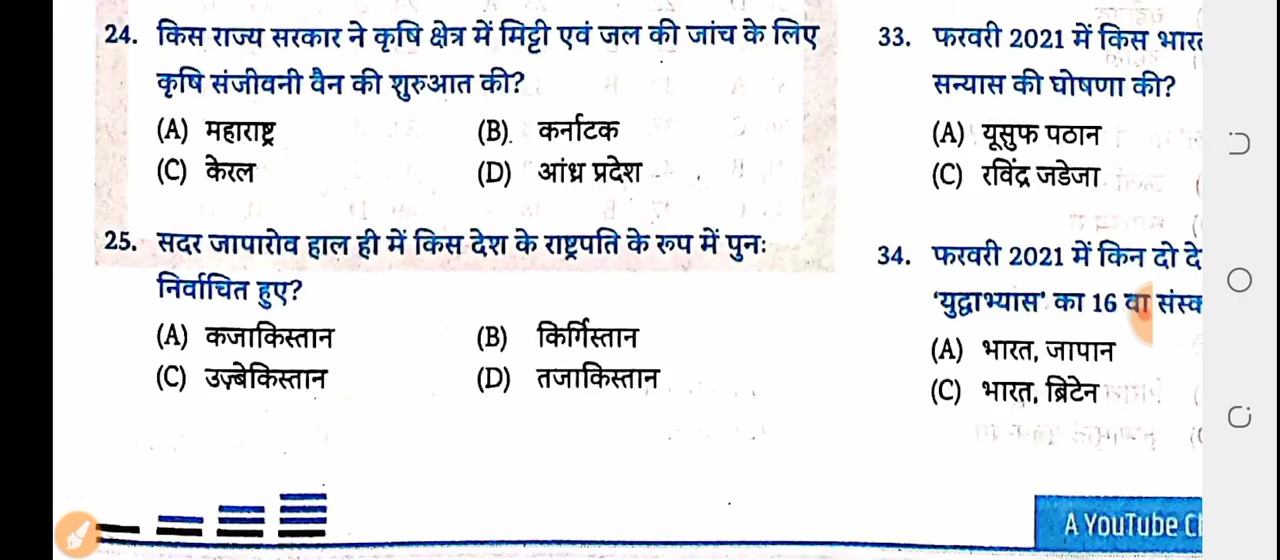 24. किस राज्य सरकार ने कृषि क्षेत्र में मिट्टी एवं जल की जांच के लिए
कृषि संजीवनी वैन की शुरुआत की?
(A) महाराष्ट्र (B). कर्नाटक
(C) केरल (D) आंध्र प्रदेश
25. सदर जापारोव हाल ही में किस देश के राष्ट्रपति के रूप में पुनः
निर्वाचित हुए?
(A) कजाकिस्तान (B) किर्गिस्तान
(C) उज़्बेकिस्तान (D) तजाकिस्तान
33. फरवरी 2021 में किस
सन्यास की घोषणा की?
(A) यूसुफ पठान
(C) रविंद्र जडेजा
34. फरवरी 2021 में किन दो
'युद्वाभ्यास' का 16 वा
(A) भारत, जापान
(C) भारत, ब्रिटेन
A YouTube